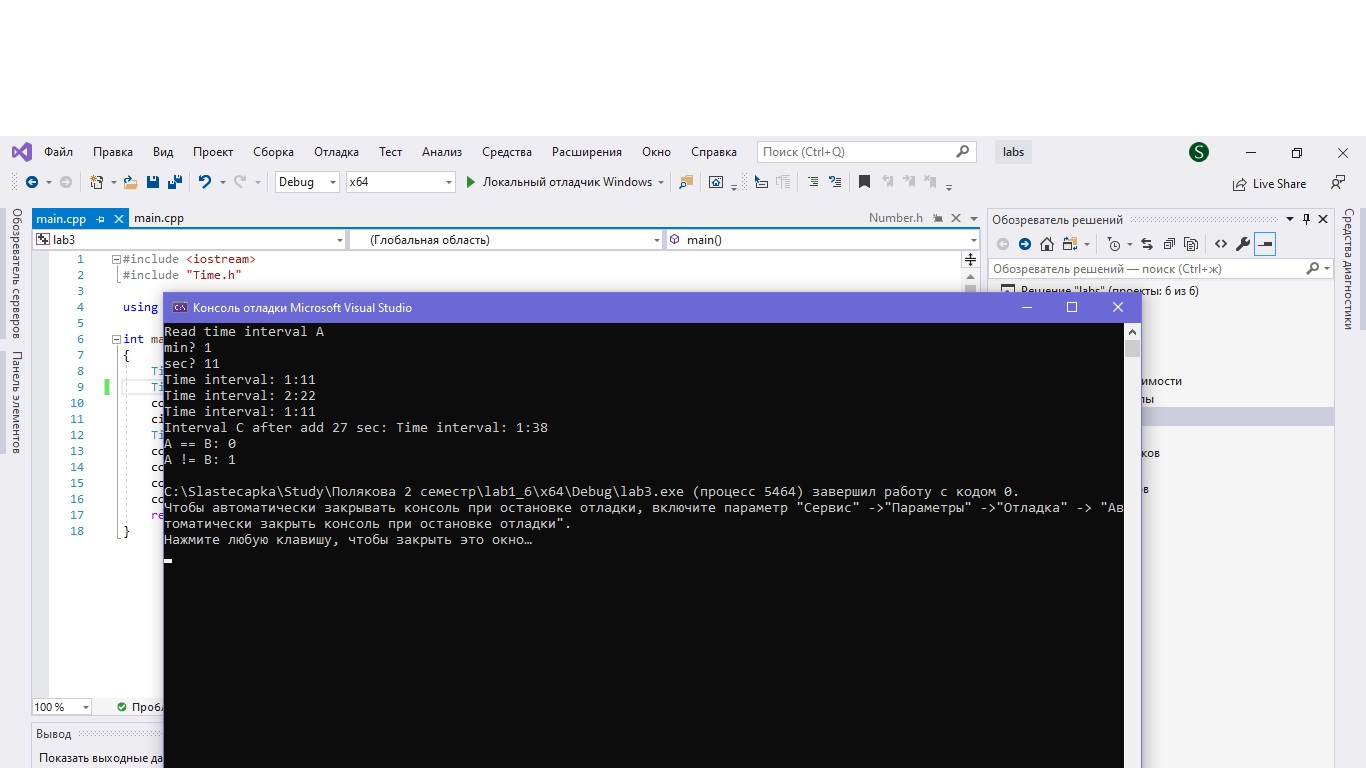 Файл Правка Вид Проект Сборка Отладка Тест Анализ Средства Расширения Окно Справка Поиск (Ctrl+Q) labs S
Debug x64 Локальный отладчик Windows Live Share
Обозреватель серверов
Панель элементов
main.cpp main.cpp Number.h
lab3 (Глобальная область) main()
1 #include <iostream>
2 #include "Time.h"
3
4 using
5
6 int ma
7 {
8 Ti
9 Ti
10 co
11 ci
12 Ti
13 co
14 co
15 co
16 co
17 re
18 }
100 %
Вывод
Показать выходные да
Консоль отладки Microsoft Visual Studio
Read time interval A
min? 1
sec? 11
Time interval: 1:11
Time interval: 2:22
Time interval: 1:11
Interval C after add 27 sec: Time interval: 1:38
A == B: 0
A != B: 1
C:\Slastecapka\Study\Полякова 2 семестр\lab1_6\x64\Debug\lab3.exe (процесс 5464) завершил работу с кодом 0.
Чтобы автоматически закрывать консоль при остановке отладки, включите параметр "Сервис" ->"Параметры" ->"Отладка" -> "Ав
томатически закрыть консоль при остановке отладки".
Нажмите любую клавишу, чтобы закрыть это окно…
Обозреватель решений
Обозреватель решений — поиск (Ctrl+ж)
Решение "labs" (проекты: 6 из 6)
имости
лы
ков
в
Средства диагностики